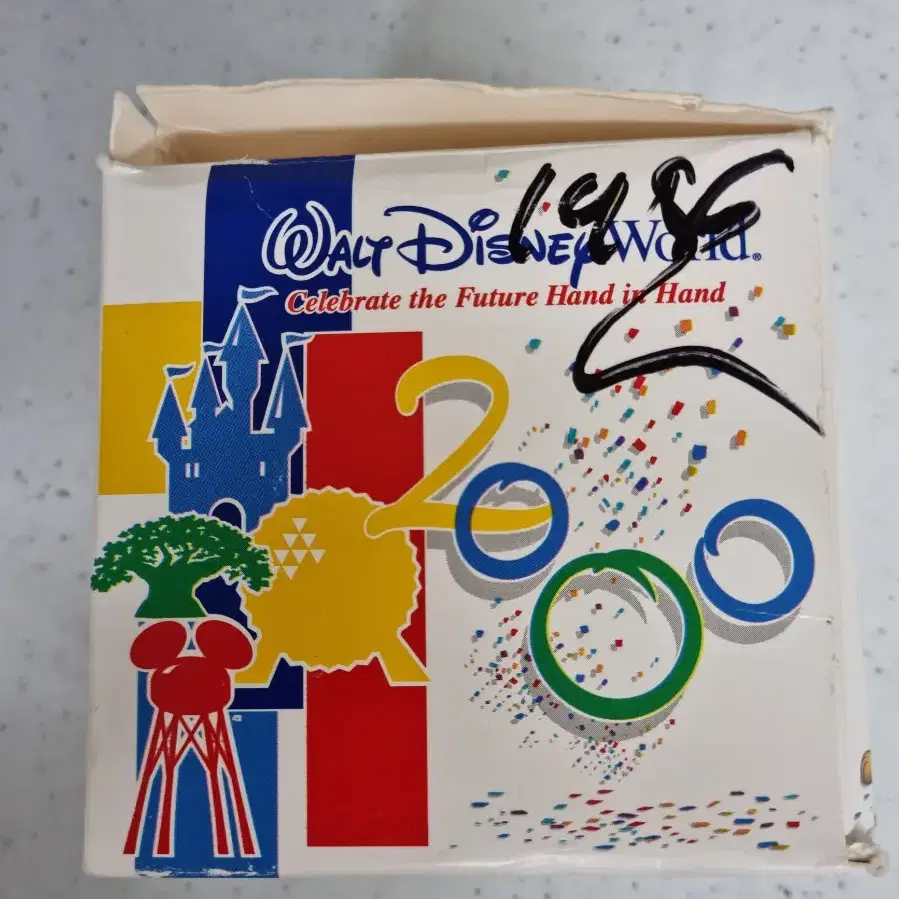 WALT DISNEY World®
Celebrate the Future Hand in Hand
2000